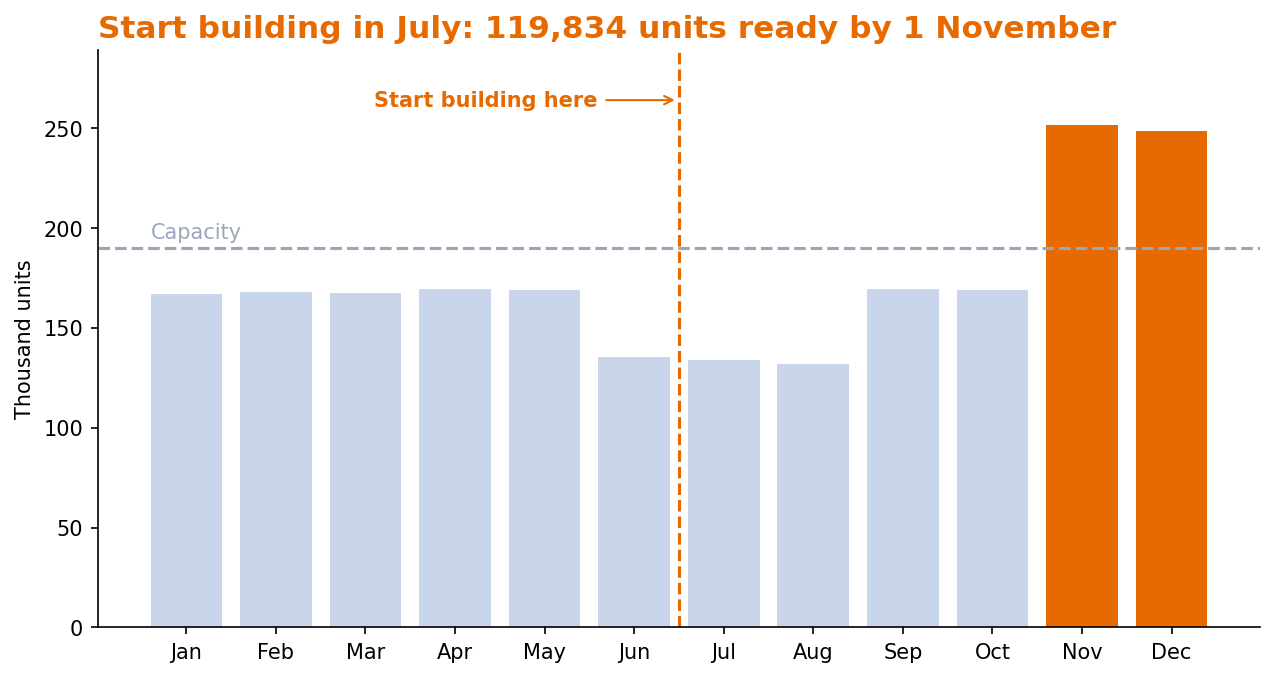 Start building in July: 119,834 units ready by 1 November
Start building here
Capacity
Thousand units
250
200
150
100
50
0
Jan Feb Mar Apr May Jun Jul Aug Sep Oct Nov Dec